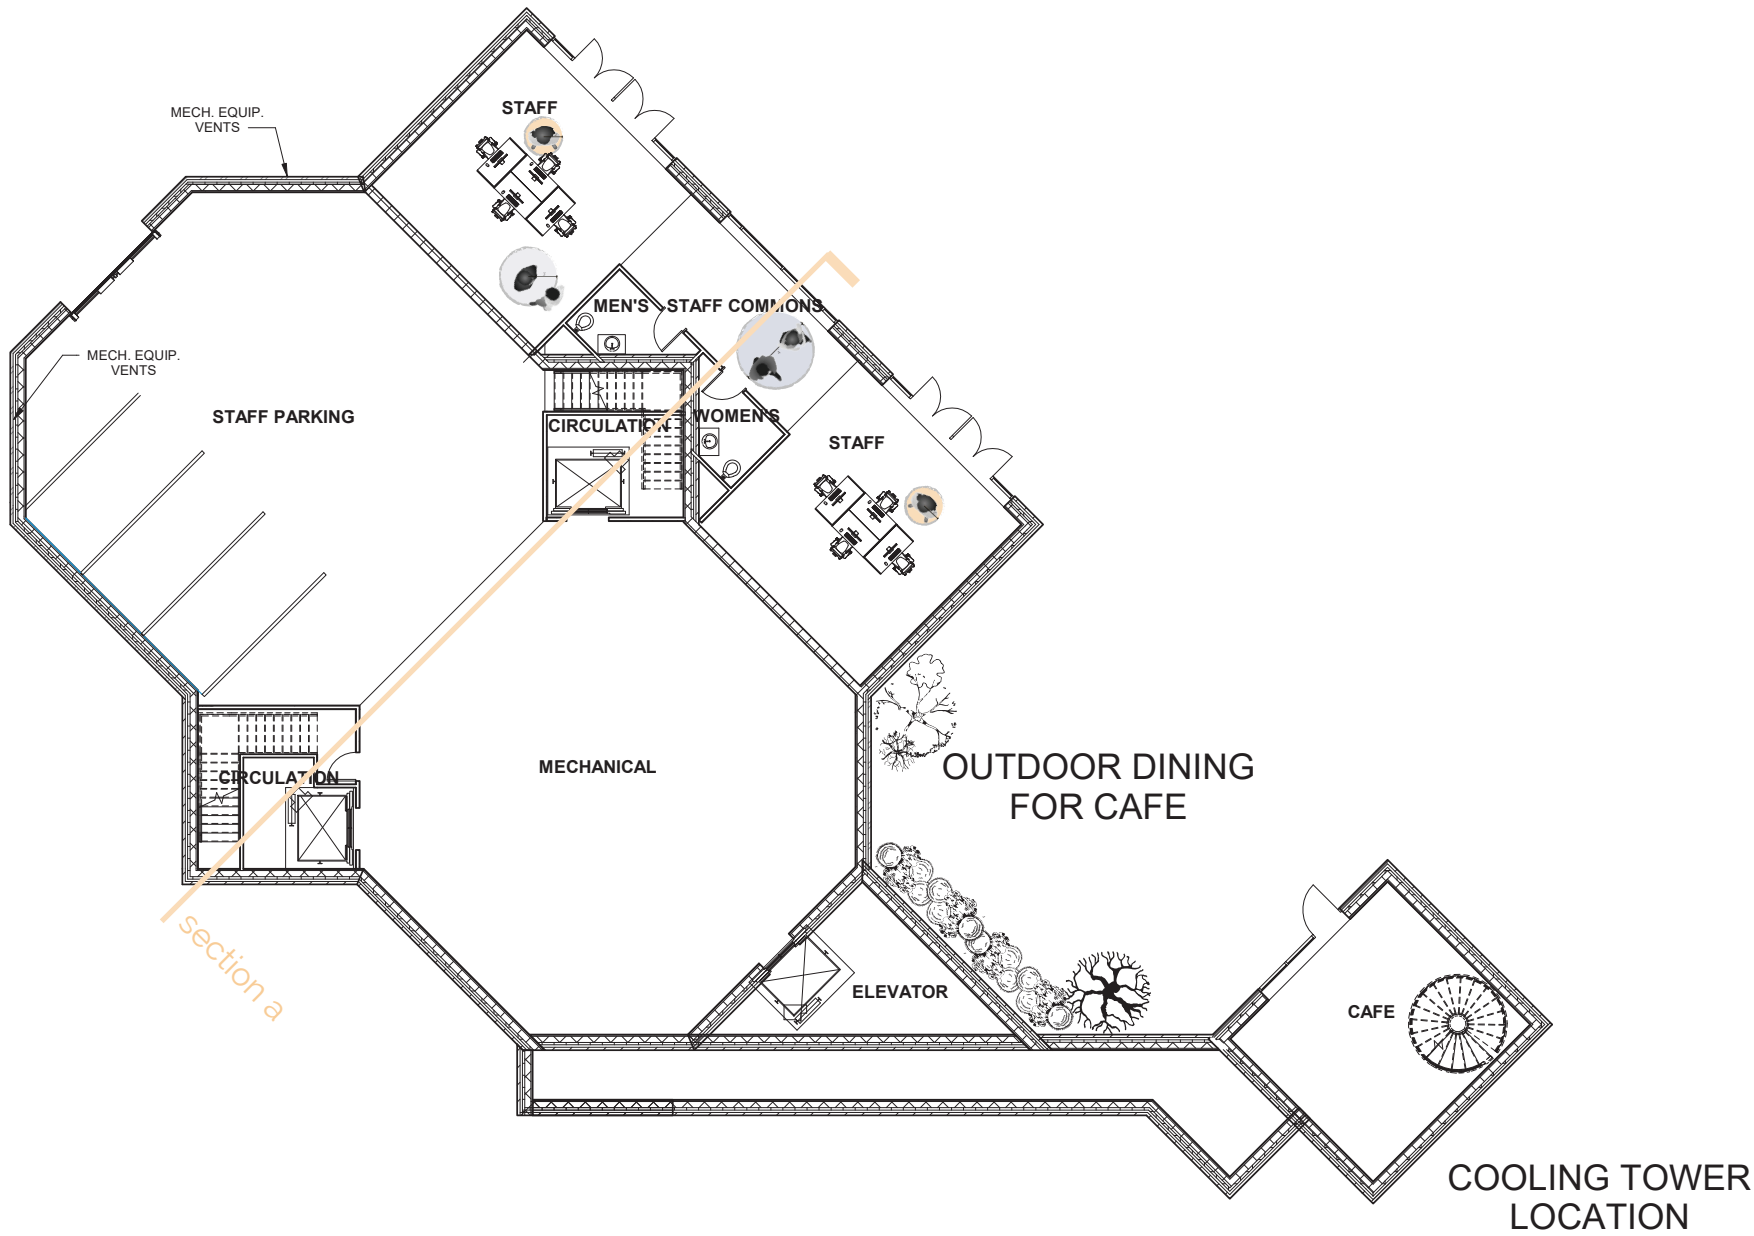 STAFF
MECH. EQUIP.
VENTS
MEN'S
STAFF COMMONS
MECH. EQUIP.
VENTS
STAFF PARKING
CIRCULATION
WOMEN'S
STAFF
MECHANICAL
CIRCULATION
OUTDOOR DINING
FOR CAFE
section a
ELEVATOR
CAFE
COOLING TOWER
LOCATION